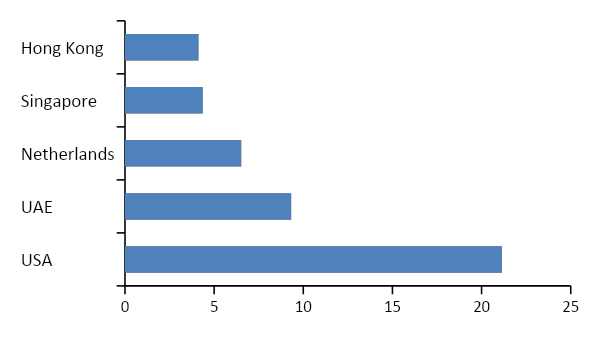 Hong Kong
Singapore
Netherlands
UAE
USA
0 5 10 15 20 25